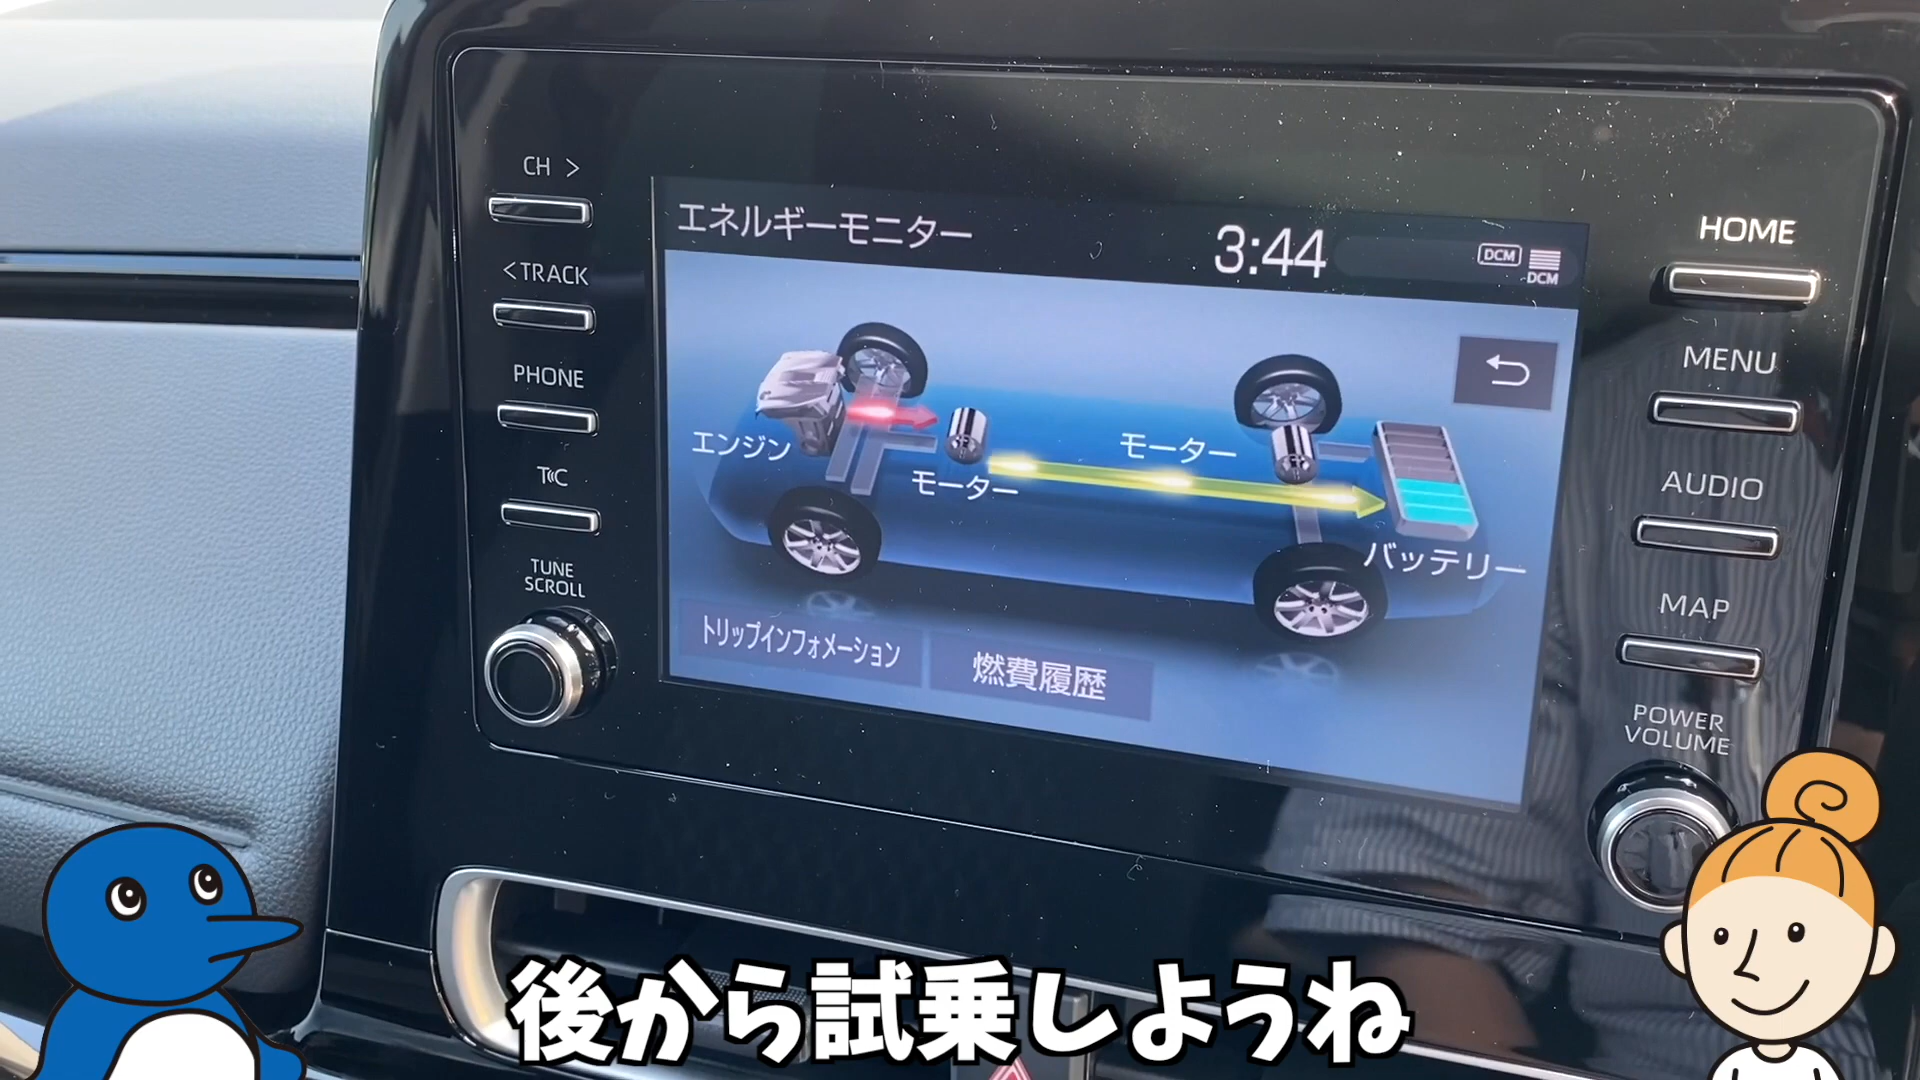 CH >
<TRACK
PHONE
TC
TUNE
SCROLL
エネルギーモニター
3:44
DCM
DCM
エンジン
モーター
モーター
バッテリー
トリップインフォメーション
燃費履歴
HOME
MENU
AUDIO
MAP
POWER
VOLUME
後から試乗しようね